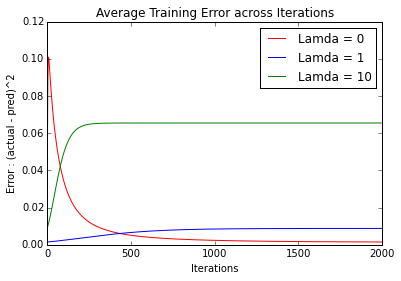 Average Training Error across Iterations
Error : (actual - pred)^2
0.12
0.10
0.08
0.06
0.04
0.02
0.00
Lamda = 0
Lamda = 1
Lamda = 10
0
500
1000
1500
2000
Iterations